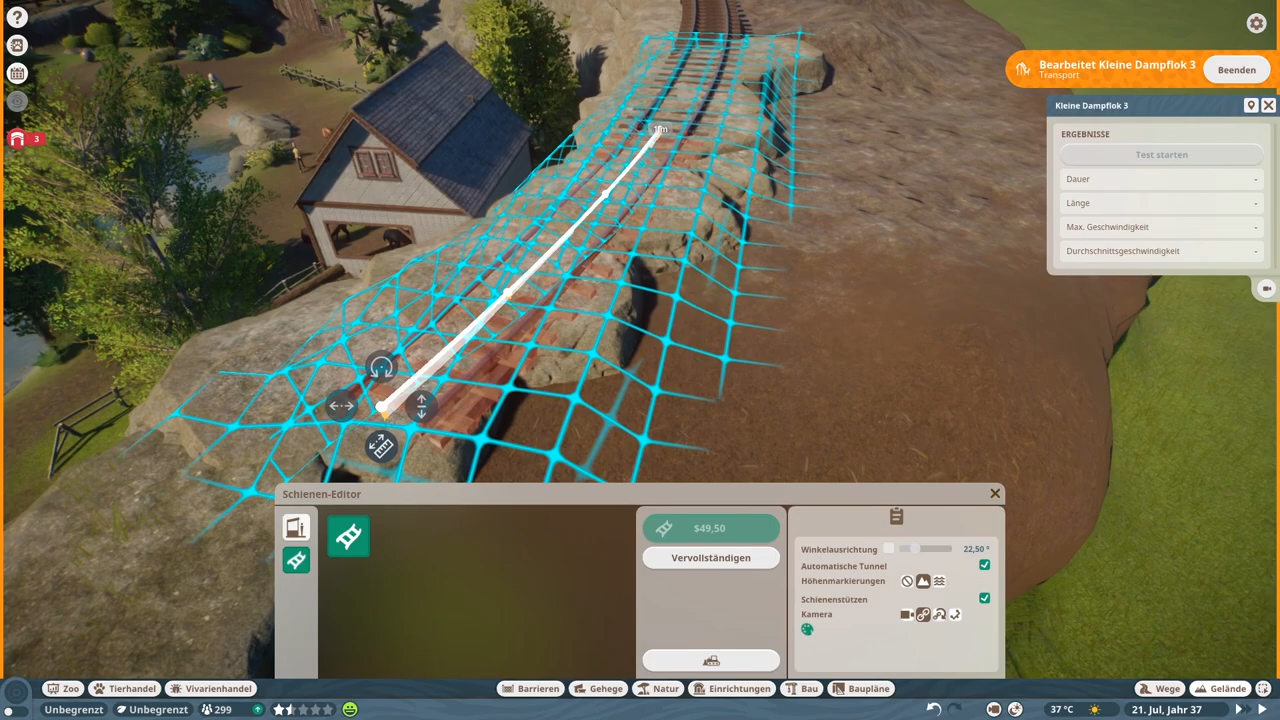 ?
Bearbeitet Kleine Dampflok 3
Transport
Beenden
Kleine Dampflok 3
ERGEBNISSE
Test starten
Dauer -
Länge -
Max. Geschwindigkeit -
Durchschnittsgeschwindigkeit -
3
Schienen-Editor
$49,50
Vervollständigen
Winkelausrichtung 22,50 °
Automatische Tunnel
Höhenmarkierungen
Schienenstützen
Kamera
Zoo
Tierhandel
Vivarienhandel
Barrieren
Gehege
Natur
Einrichtungen
Bau
Baupläne
Wege
Gelände
Unbegrenzt
Unbegrenzt
299
37 °C
21. Jul, Jahr 37